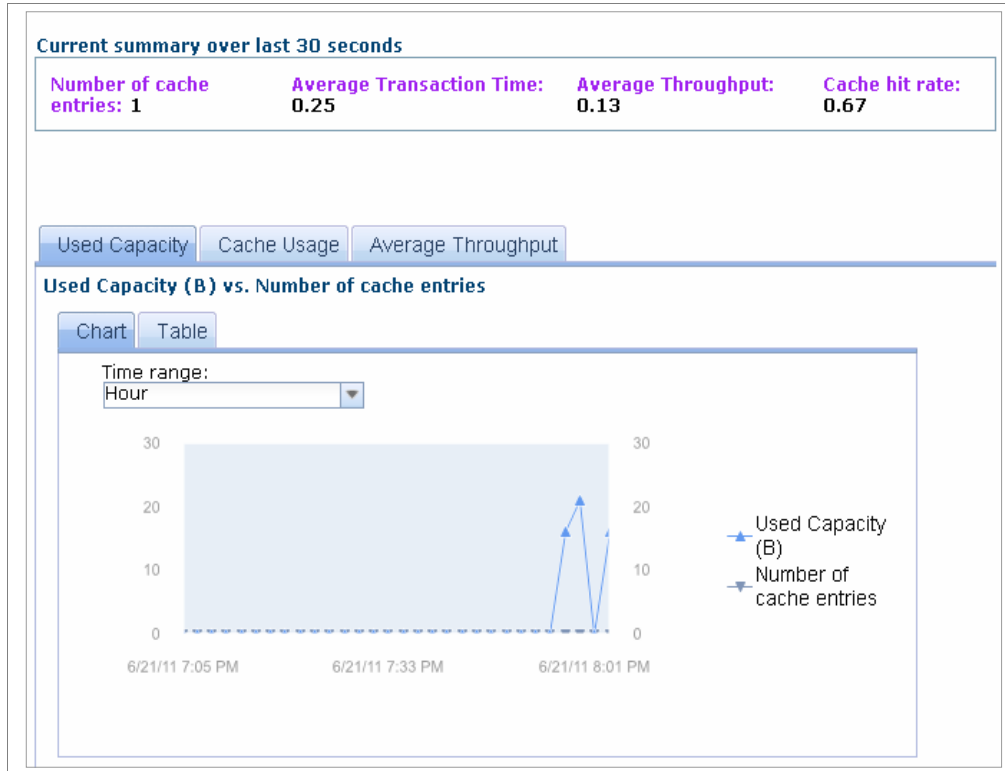 Current summary over last 30 seconds
Number of cache entries: 1
Average Transaction Time: 0.25
Average Throughput: 0.13
Cache hit rate: 0.67
Used Capacity Cache Usage Average Throughput
Used Capacity (B) vs. Number of cache entries
Chart Table
Time range:
Hour
30 30
20 20
10 10
0 0
6/21/11 7:05 PM 6/21/11 7:33 PM 6/21/11 8:01 PM
Used Capacity
(B)
Number of
cache entries